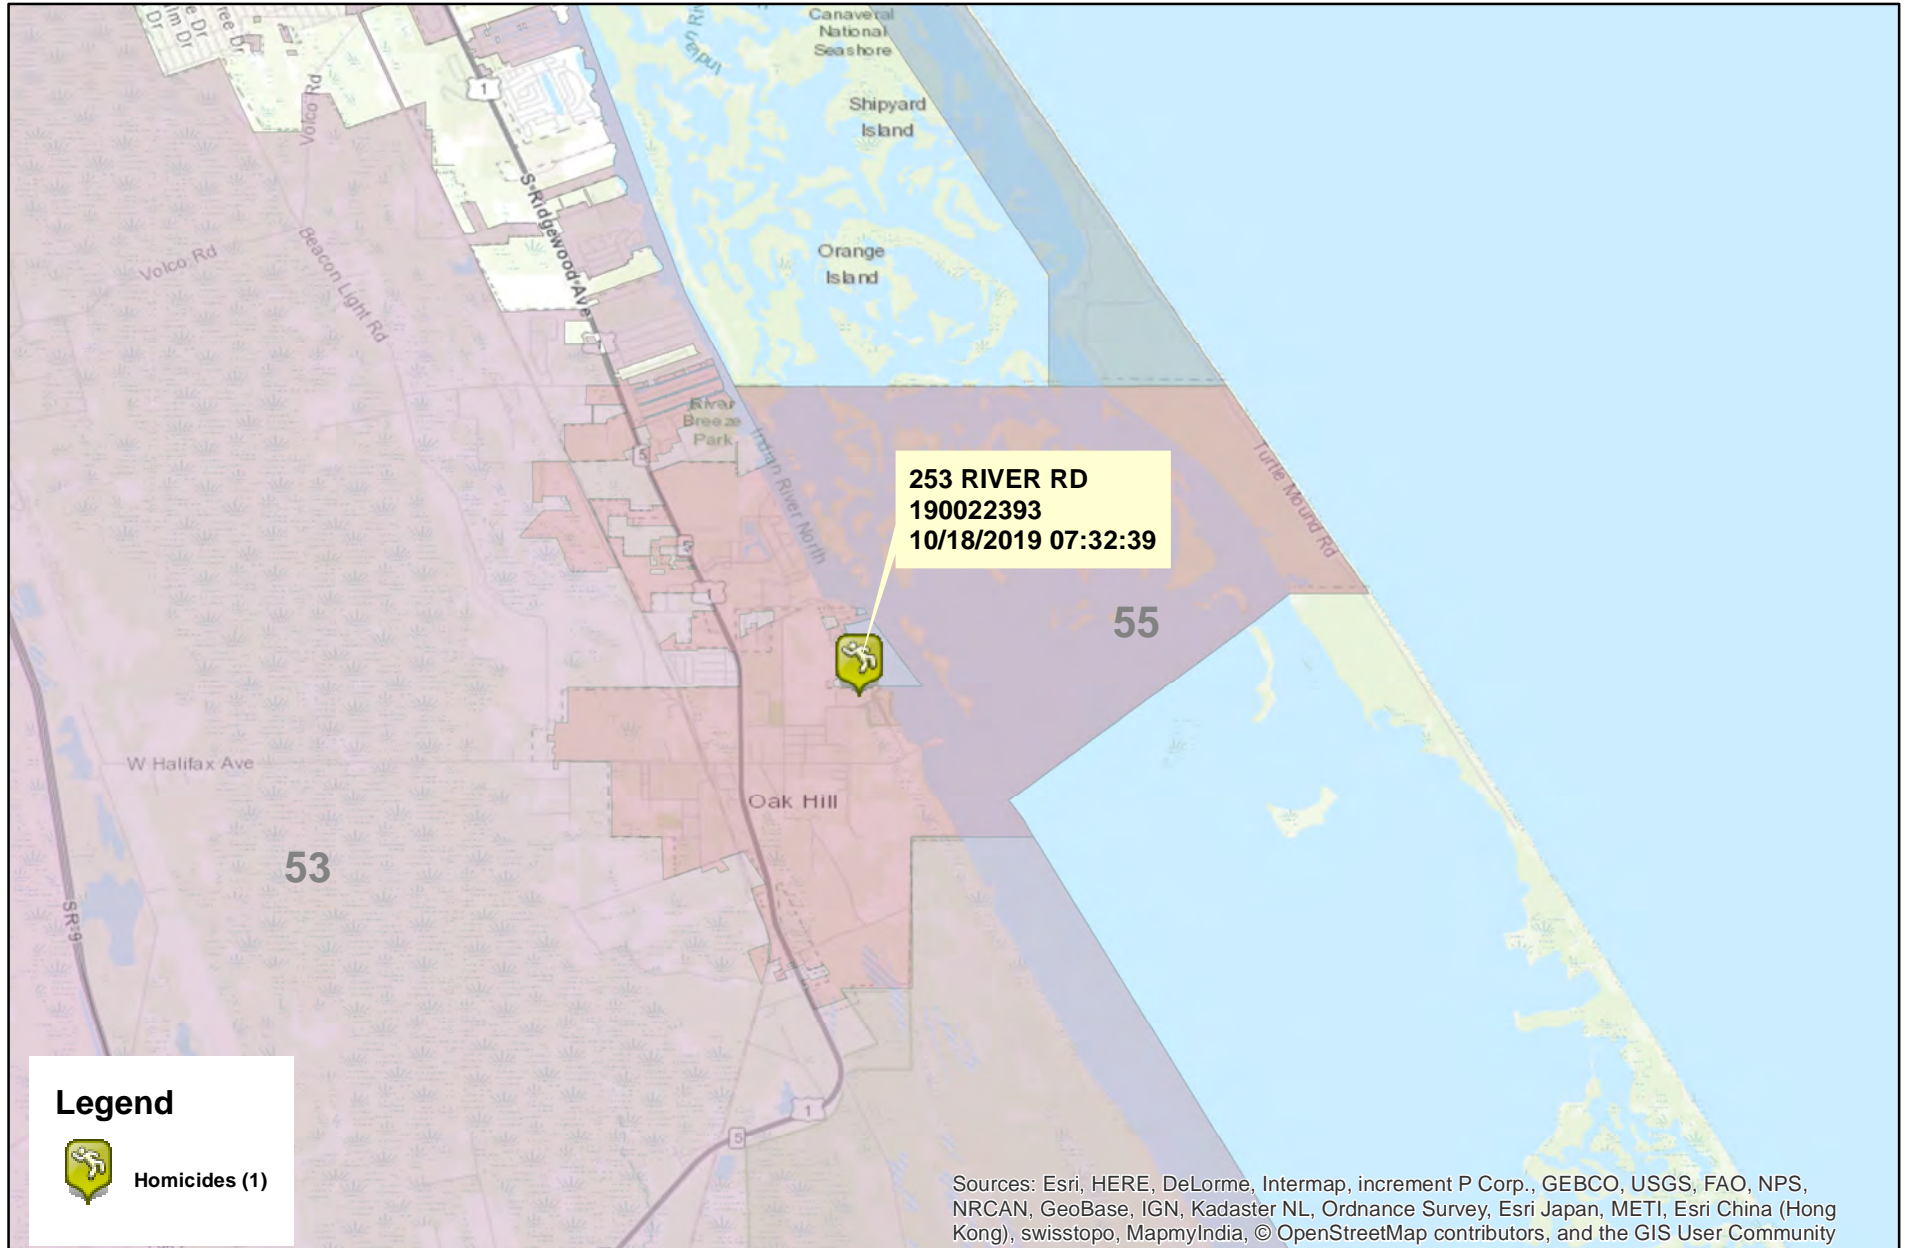 Canaveral
National
Seashore
Shipyard
Island
Orange
Island
Volco Rd
1
S Ridgewood Ave
Volco Rd
Beacon Light Rd
River
Breeze
Park
5
Indian River North
Turtle Mound Rd
253 RIVER RD
190022393
10/18/2019 07:32:39
55
W Halifax Ave
Oak Hill
53
SR-9
1
5
Legend
Homicides (1)
Sources: Esri, HERE, DeLorme, Intermap, increment P Corp., GEBCO, USGS, FAO, NPS,
NRCAN, GeoBase, IGN, Kadaster NL, Ordnance Survey, Esri Japan, METI, Esri China (Hong
Kong), swisstopo, MapmyIndia, © OpenStreetMap contributors, and the GIS User Community